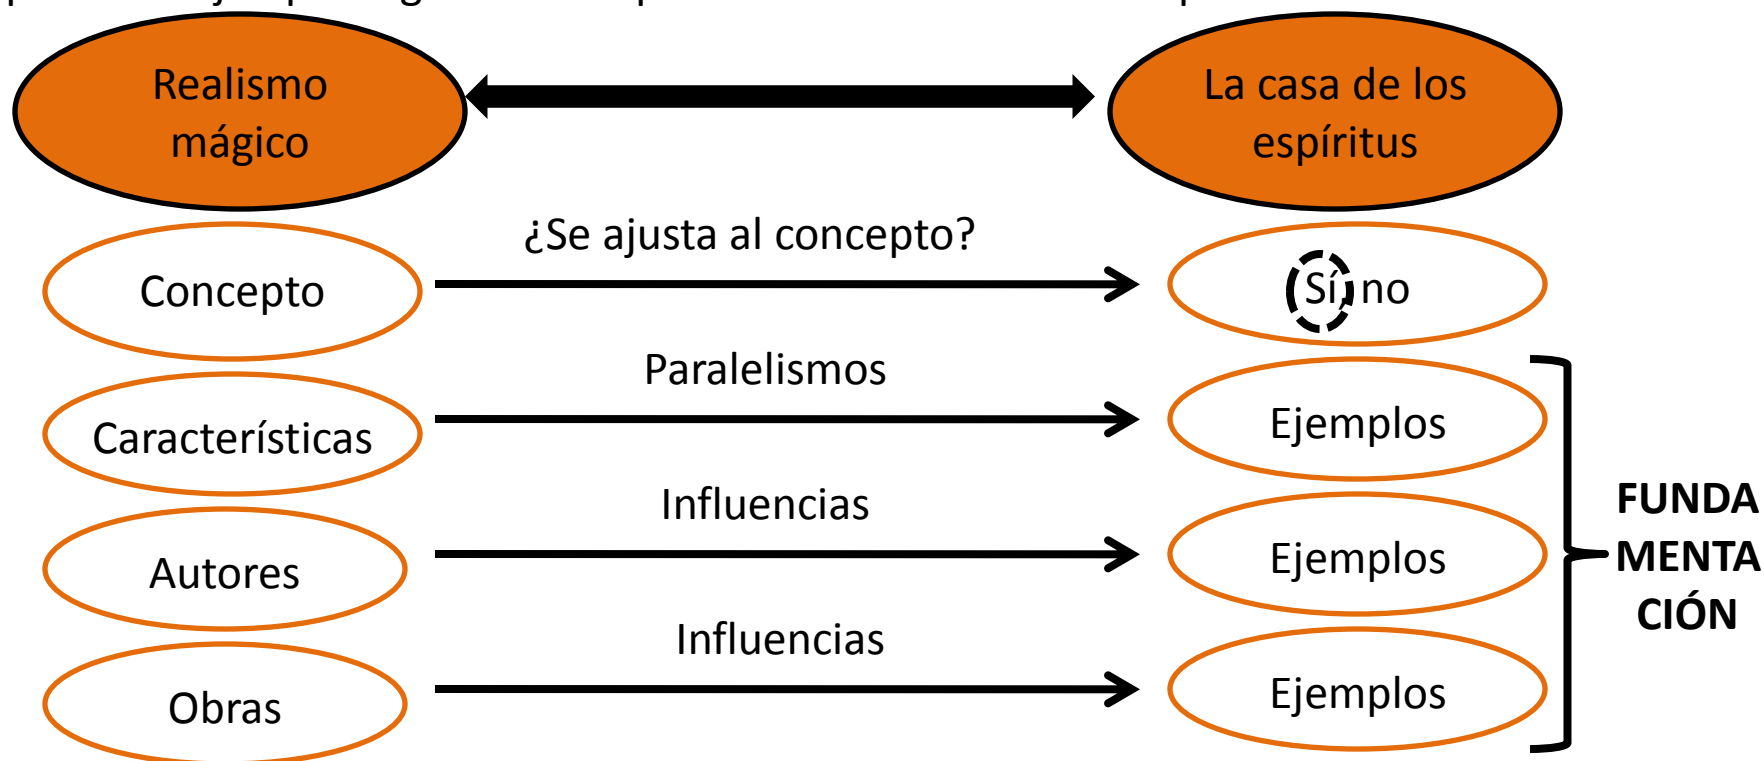 Realismo
mágico
La casa de los
espíritus
¿Se ajusta al concepto?
Concepto
Sí, no
Paralelismos
Características
Ejemplos
Influencias
Autores
Ejemplos
Influencias
Obras
Ejemplos
FUNDA
MENTA
CIÓN